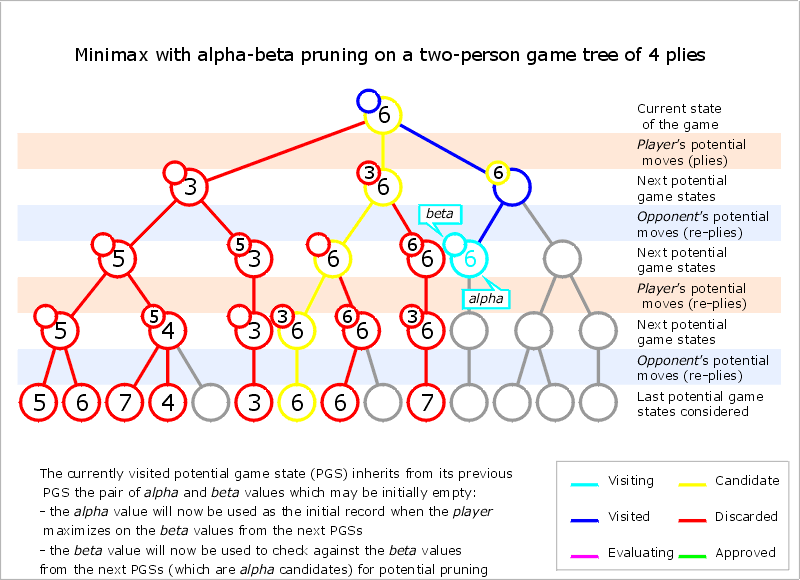 Minimax with alpha-beta pruning on a two-person game tree of 4 plies
6
Current state
of the game
Player's potential
moves (plies)
3
3
6
6
Next potential
game states
beta
Opponent's potential
moves (re-plies)
5
5
3
6
6
6
6
Next potential
game states
alpha
Player's potential
moves (re-plies)
5
5
4
3
3
6
6
6
3
6
Next potential
game states
Opponent's potential
moves (re-plies)
5
6
7
4
3
6
6
7
Last potential game
states considered
The currently visited potential game state (PGS) inherits from its previous
PGS the pair of alpha and beta values which may be initially empty:
- the alpha value will now be used as the initial record when the player
maximizes on the beta values from the next PGSs
- the beta value will now be used to check against the beta values
from the next PGSs (which are alpha candidates) for potential pruning
Visiting
Candidate
Visited
Discarded
Evaluating
Approved